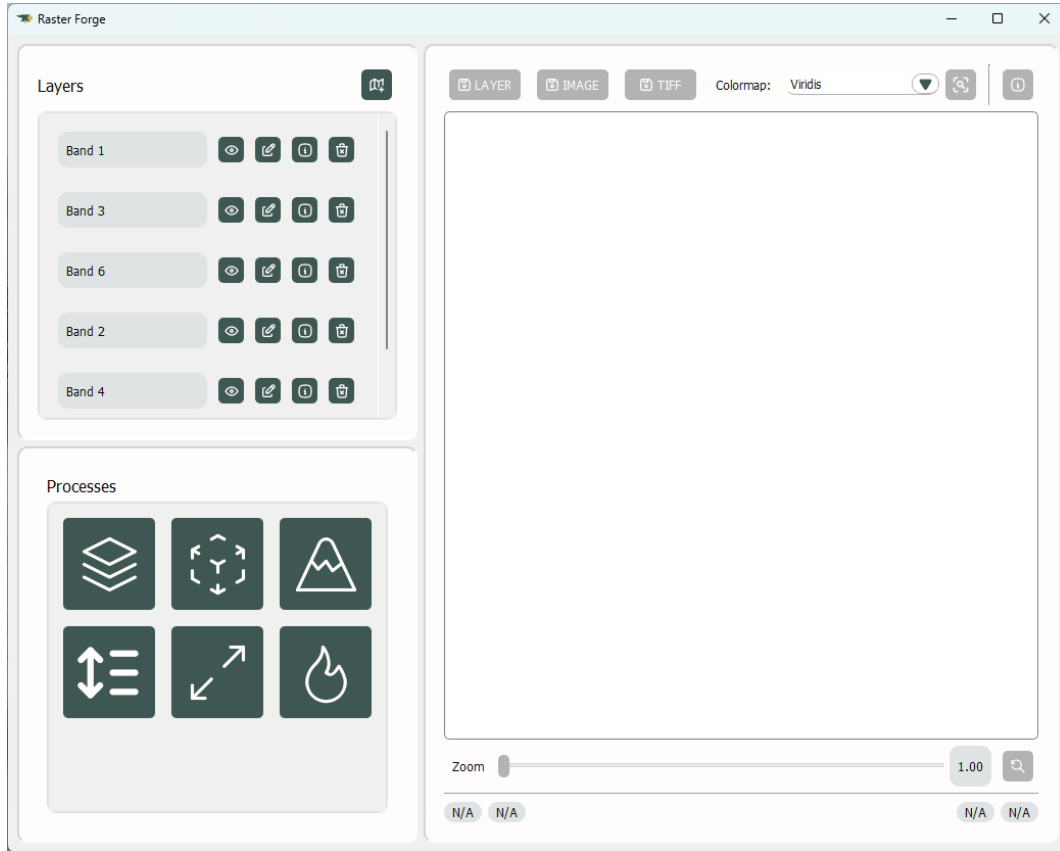 Raster Forge
Layers
Band 1
Band 3
Band 6
Band 2
Band 4
Processes
LAYER IMAGE TIFF Colormap: Viridis
Zoom 1.00
N/A N/A N/A N/A